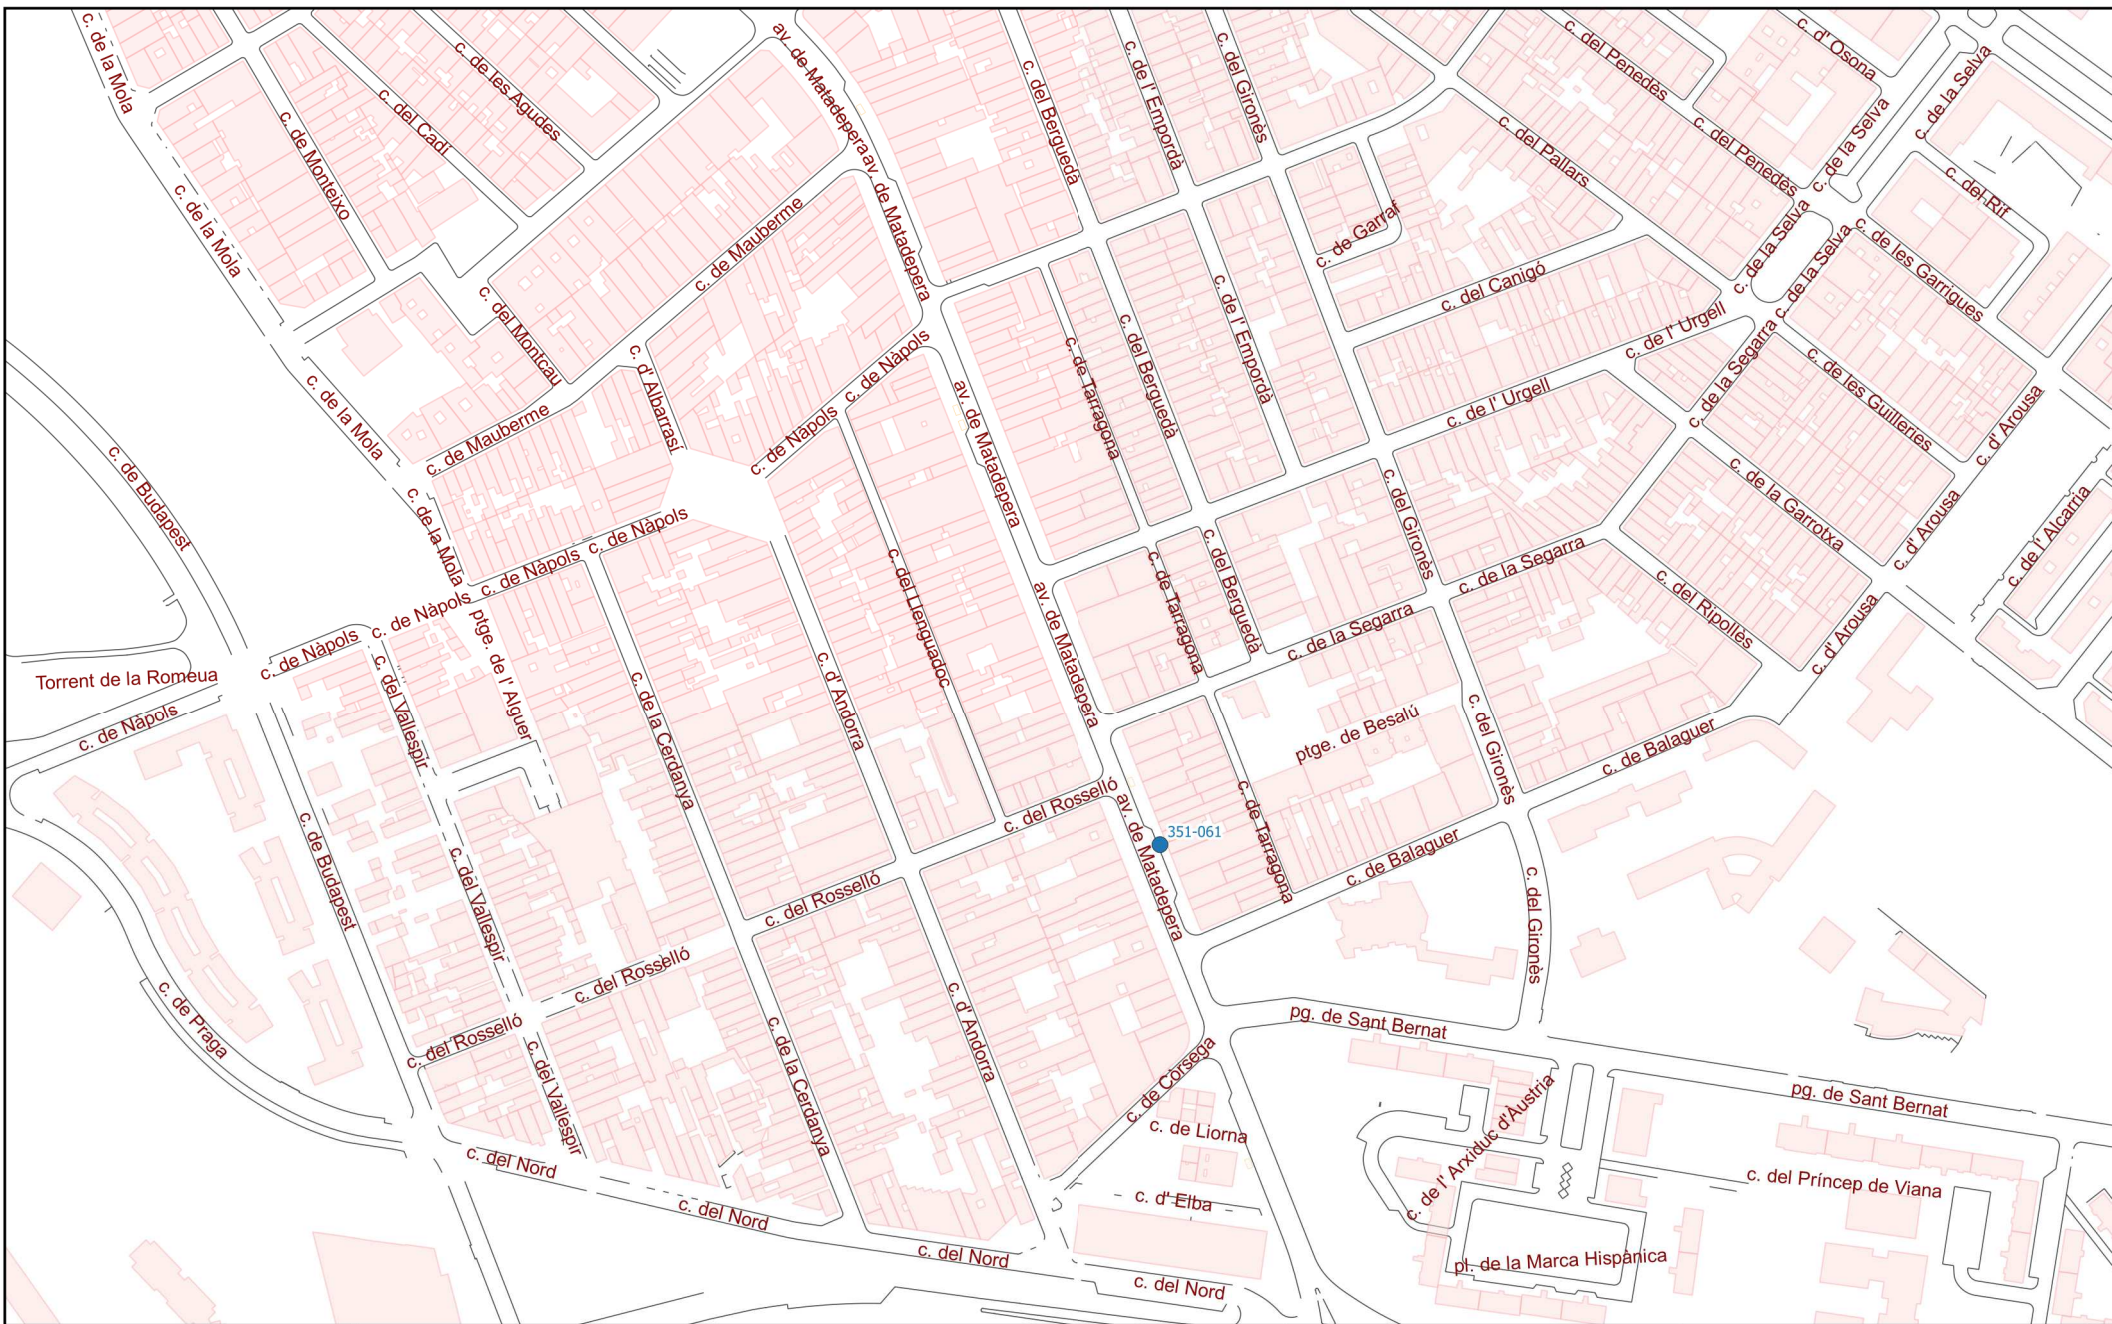 c. de la Mola
c. de les Agudes
c. del Cadí
c. de Monteixo
c. de la Mola
av. de Matadepera
av. de Matadepera
c. del Berguedà
c. de l' Empordà
c. del Gironès
c. del Penedès
c. d' Osona
c. de la Selva
c. de la Selva
c. del Penedès
c. del Pallars
c. de la Selva
c. del Rif
c. de Garraf
c. de les Garrigues
c. de la Selva
c. de Mauberme
c. del Montcau
c. de Nàpols
c. d' Albarrasí
c. de Tarragona
c. del Berguedà
c. de l' Empordà
c. del Canigó
c. de l' Urgell
c. de la Segarra
c. de les Guilleries
c. de la Mola
c. de Mauberme
c. de Nàpols
av. de Matadepera
c. de l' Urgell
c. d' Arousa
c. de Budapest
c. de la Mola
c. de Nàpols
c. de Nàpols
c. de Nàpols
c. del Llenguadoc
c. del Gironès
c. de la Garrotxa
c. d' Arousa
c. de l' Alcarria
c. de la Segarra
c. del Ripollès
c. de Tarragona
c. del Berguedà
c. de la Segarra
c. d' Arousa
av. de Matadepera
c. de Nàpols
Torrent de la Romeua
c. de Nàpols
c. del Vallespir
ptge. de l' Alguer
c. de la Cerdanya
c. d' Andorra
ptge. de Besalú
c. del Gironès
c. de Balaguer
c. del Rosselló
c. de Tarragona
351-061
av. de Matadepera
c. de Balaguer
c. de Budapest
c. del Vallespir
c. del Rosselló
c. del Rosselló
c. del Gironès
c. de Praga
c. del Rosselló
c. del Vallespir
c. de la Cerdanya
c. d' Andorra
pg. de Sant Bernat
c. de Còrsega
c. de Liorna
c. de l' Arxiduc d'Àustria
pg. de Sant Bernat
c. del Príncep de Viana
c. del Nord
c. del Nord
c. d' Elba
c. del Nord
c. del Nord
pl. de la Marca Hispànica
c. de la Selva